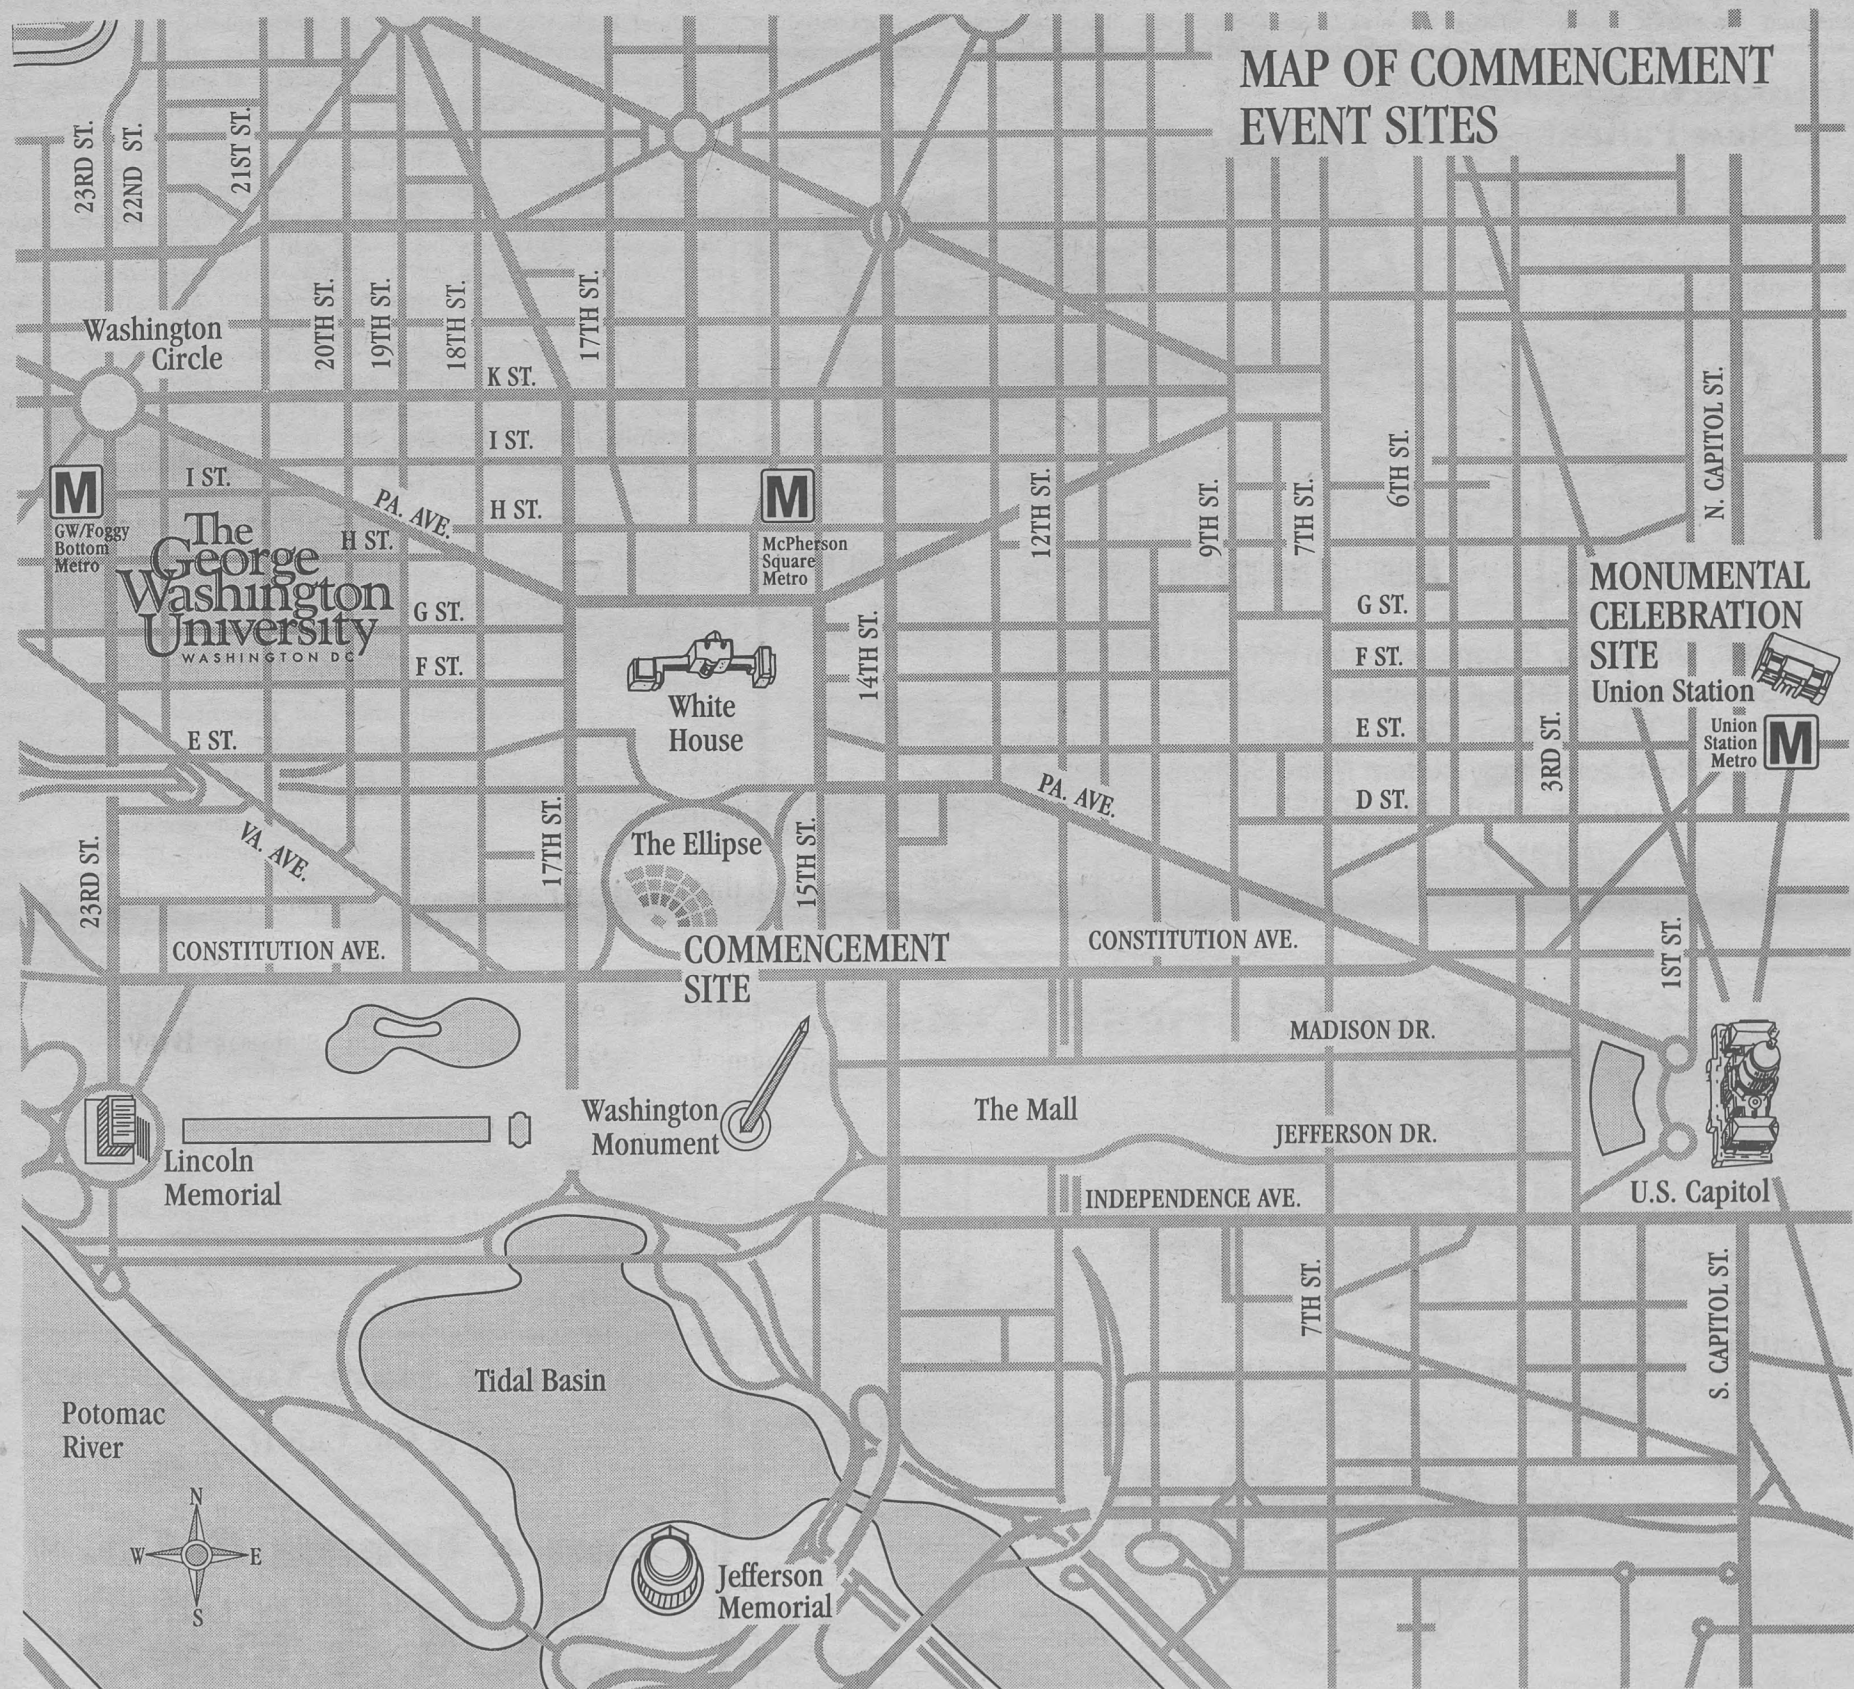 MAP OF COMMENCEMENT
EVENT SITES
23RD ST.
22ND ST.
21ST ST.
20TH ST.
19TH ST.
18TH ST.
17TH ST.
Washington
Circle
K ST.
I ST.
I ST.
H ST.
PA. AVE.
H ST.
M
GW/Foggy
Bottom
Metro
The
George
Washington
University
WASHINGTON DC
G ST.
F ST.
M
McPherson
Square
Metro
12TH ST.
9TH ST.
7TH ST.
6TH ST.
N. CAPITOL ST.
14TH ST.
White
House
G ST.
F ST.
E ST.
D ST.
3RD ST.
MONUMENTAL
CELEBRATION
SITE
Union Station
Union
Station
Metro
M
E ST.
VA. AVE.
23RD ST.
17TH ST.
The Ellipse
15TH ST.
PA. AVE.
CONSTITUTION AVE.
COMMENCEMENT
SITE
CONSTITUTION AVE.
1ST ST.
MADISON DR.
Washington
Monument
The Mall
JEFFERSON DR.
Lincoln
Memorial
INDEPENDENCE AVE.
U.S. Capitol
7TH ST.
S. CAPITOL ST.
Tidal Basin
Potomac
River
N
W E
S
Jefferson
Memorial